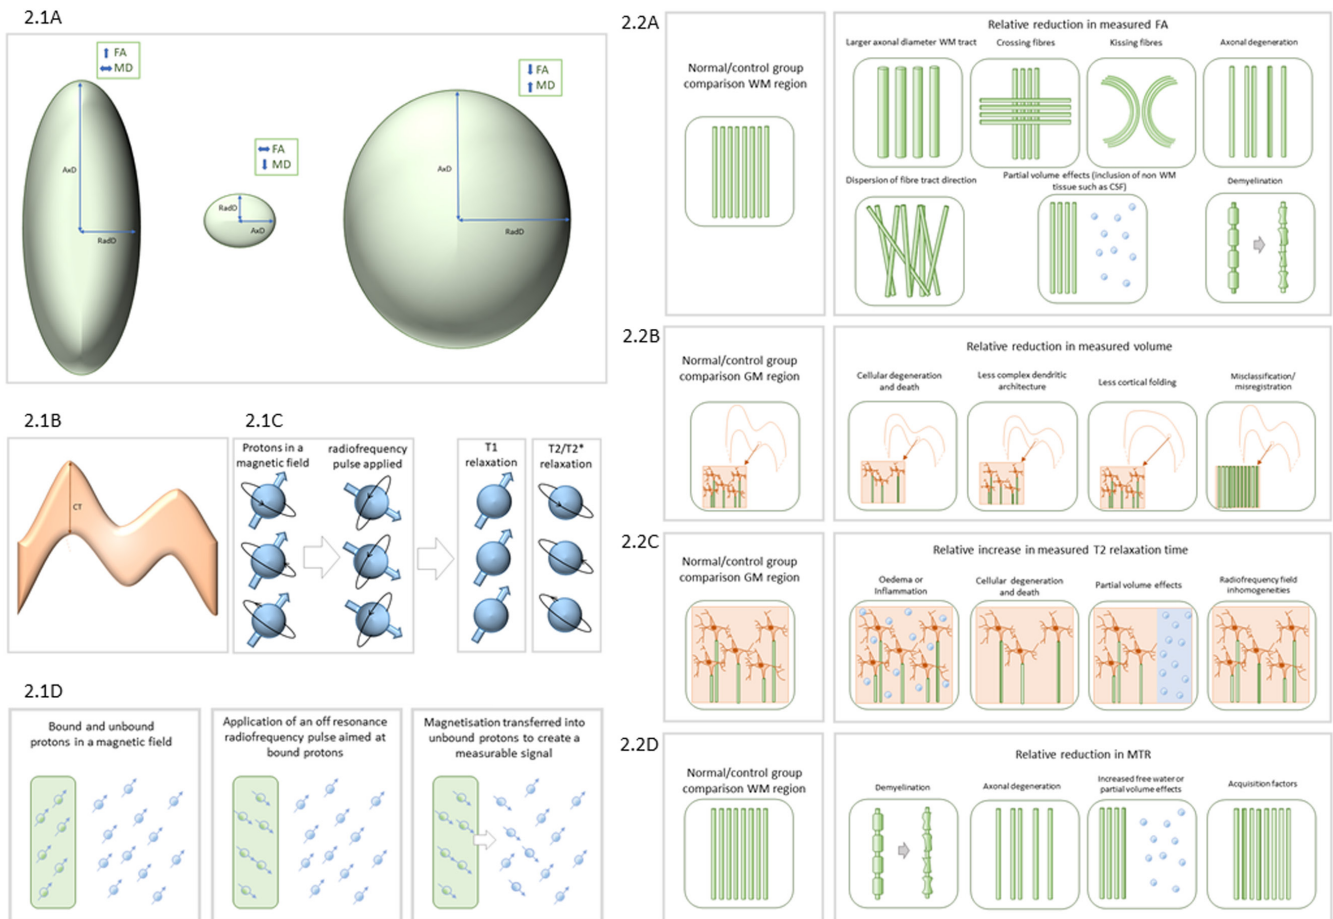 2.1A
FA
MD
AxD
RadD
FA
MD
RadD
AxD
FA
MD
AxD
RadD
2.1B
CT
2.1C
Protons in a
magnetic field
radiofrequency
pulse applied
T1
relaxation
T2/T2*
relaxation
2.1D
Bound and unbound
protons in a magnetic field
Application of an off resonance
radiofrequency pulse aimed at
bound protons
Magnetisation transferred into
unbound protons to create a
measurable signal
2.2A
Normal/control group
comparison WM region
Relative reduction in measured FA
Larger axonal diameter WM tract
Crossing fibres
Kissing fibres
Axonal degeneration
Dispersion of fibre tract direction
Partial volume effects (inclusion of non WM
tissue such as CSF)
Demyelination
2.2B
Normal/control group
comparison GM region
Relative reduction in measured volume
Cellular degeneration
and death
Less complex dendritic
architecture
Less cortical folding
Misclassification/
misregistration
2.2C
Normal/control group
comparison GM region
Relative increase in measured T2 relaxation time
Oedema or
Inflammation
Cellular degeneration
and death
Partial volume effects
Radiofrequency field
inhomogeneities
2.2D
Normal/control group
comparison WM region
Relative reduction in MTR
Demyelination
Axonal degeneration
Increased free water or
partial volume effects
Acquisition factors